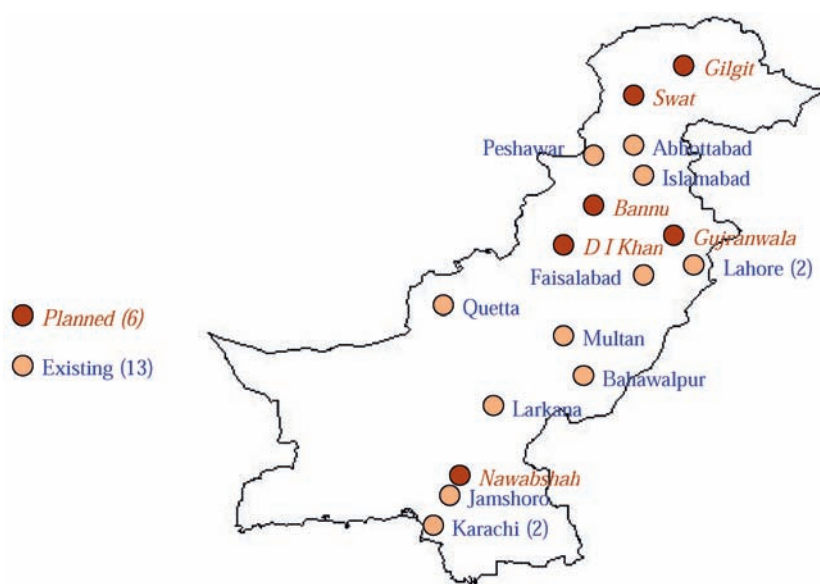 Gilgit
Swat
Peshawar
Abbottabad
Islamabad
Bannu
D I Khan
Gujranwala
Faisalabad
Lahore (2)
Quetta
Planned (6)
Multan
Existing (13)
Bahawalpur
Larkana
Nawabshah
Jamshoro
Karachi (2)